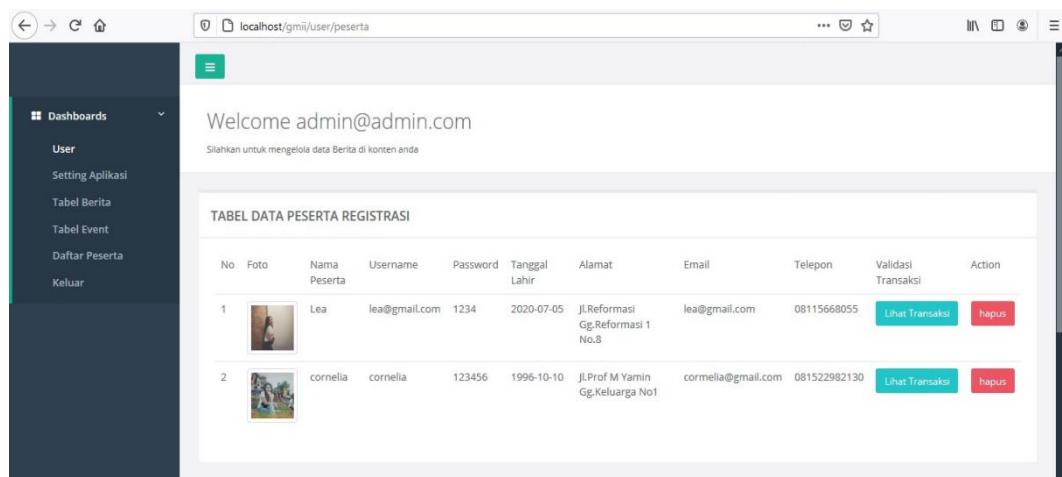 localhost/gmii/user/peserta
Dashboards
User
Setting Aplikasi
Tabel Berita
Tabel Event
Daftar Peserta
Keluar
Welcome admin@admin.com
Silahkan untuk mengelola data Berita di konten anda
TABEL DATA PESERTA REGISTRASI
No Foto Nama Peserta Username Password Tanggal Lahir Alamat Email Telepon Validasi Transaksi Action
1 Lea lea@gmail.com 1234 2020-07-05 Jl.Reformasi Gg.Reformasi 1 No.8 lea@gmail.com 08115668055 Lihat Transaksi hapus
2 cornelia cornelia 123456 1996-10-10 Jl.Prof M Yamin Gg.Keluarga No1 cormelia@gmail.com 081522982130 Lihat Transaksi hapus